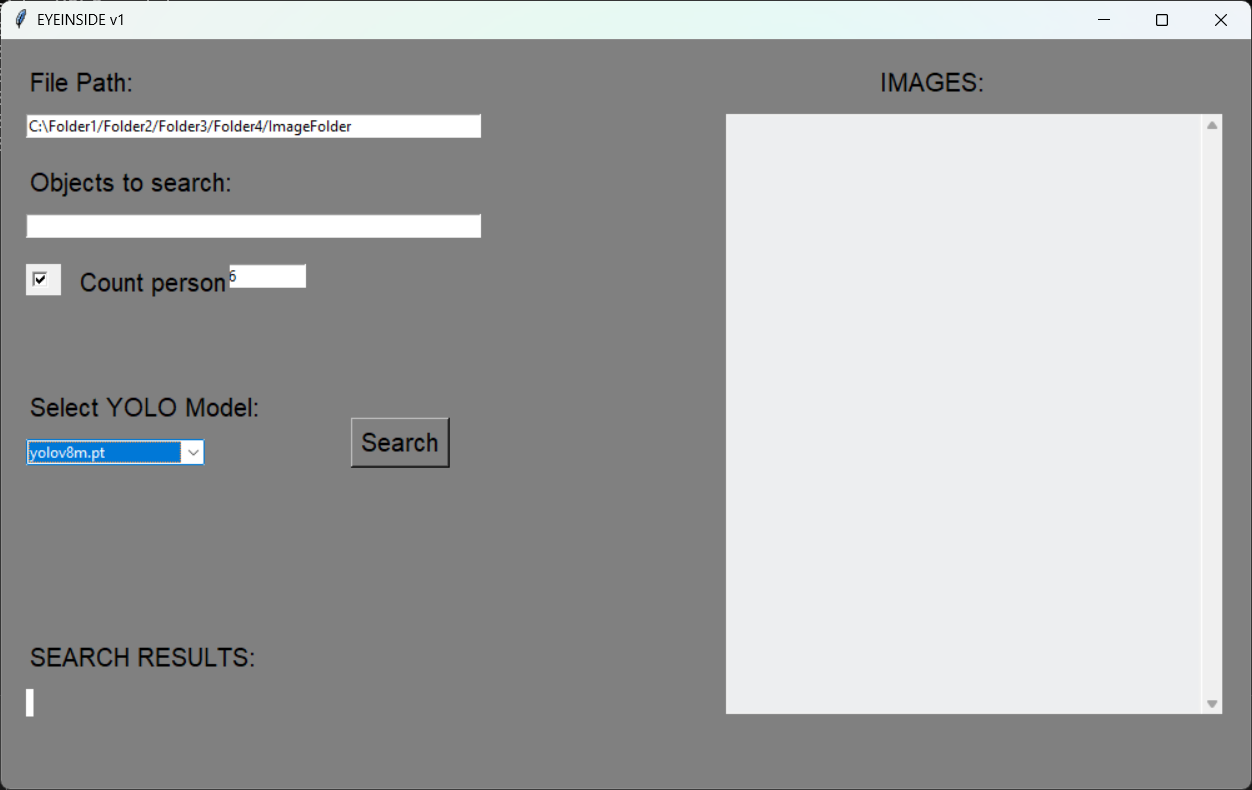 EYEINSIDE v1
File Path:
C:\Folder1/Folder2/Folder3/Folder4/ImageFolder
Objects to search:
Count person
6
Select YOLO Model:
yolov8m.pt
Search
SEARCH RESULTS:
IMAGES: